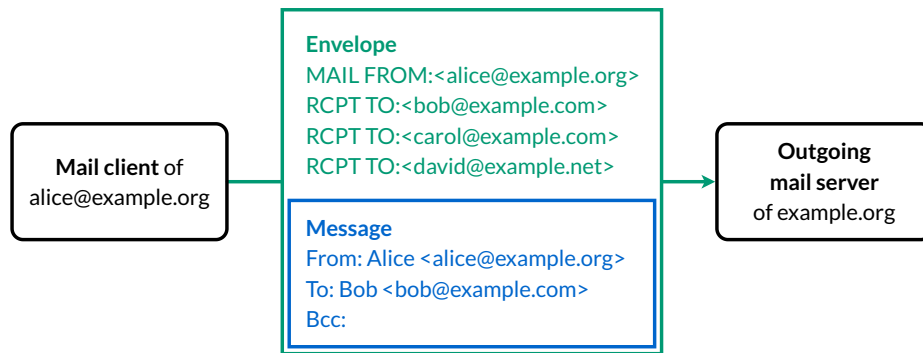 Mail client of
alice@example.org
Envelope
MAIL FROM:<alice@example.org>
RCPT TO:<bob@example.com>
RCPT TO:<carol@example.com>
RCPT TO:<david@example.net>
Message
From: Alice <alice@example.org>
To: Bob <bob@example.com>
Bcc:
Outgoing
mail server
of example.org